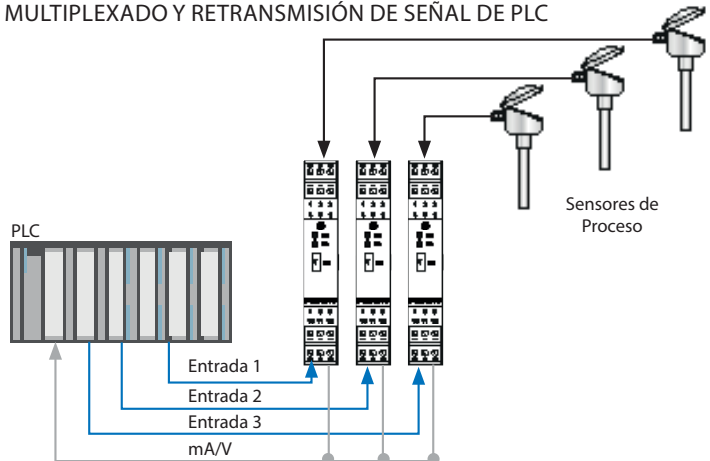 MULTIPLEXADO Y RETRANSMISIÓN DE SEÑAL DE PLC
Sensores de
Proceso
PLC
Entrada 1
Entrada 2
Entrada 3
mA/V